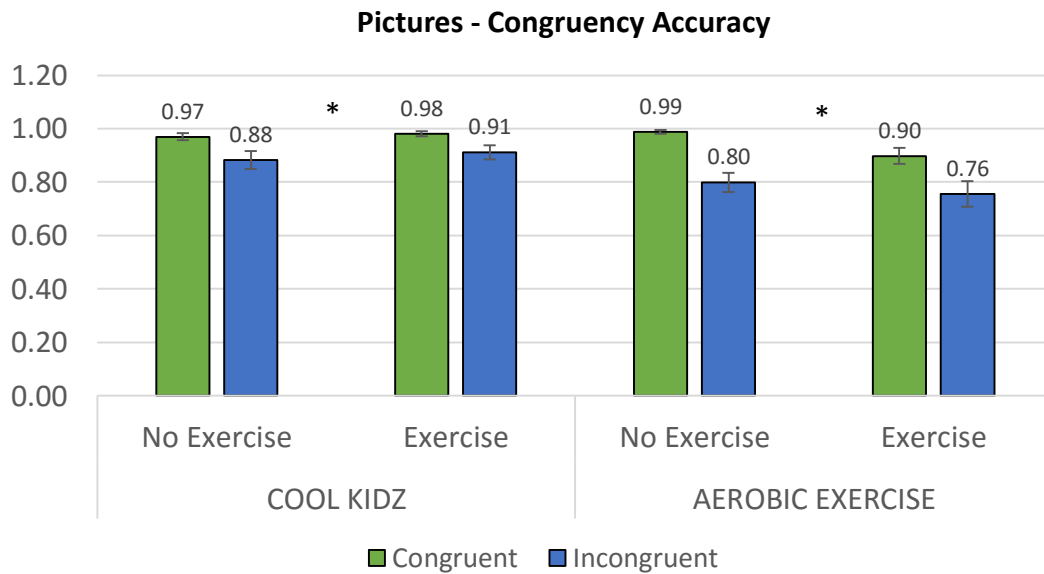 Pictures - Congruency Accuracy
1.20
1.00
0.80
0.60
0.40
0.20
0.00
0.97
0.88
*
0.98
0.91
0.99
0.80
*
0.90
0.76
No Exercise
Exercise
No Exercise
Exercise
COOL KIDZ
AEROBIC EXERCISE
Congruent
Incongruent